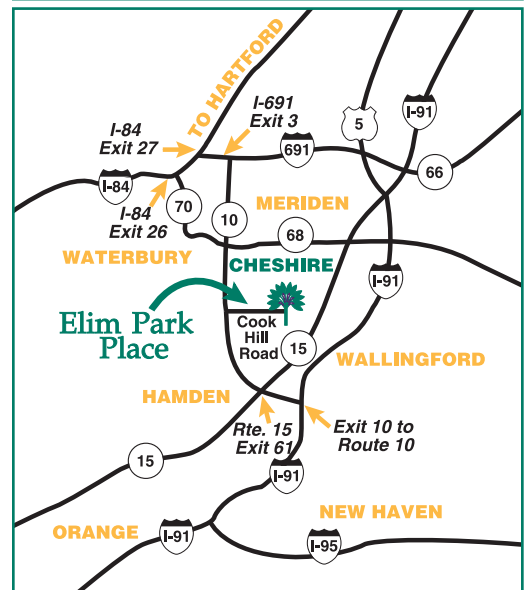 TO HARTFORD
I-691
Exit 3
I-84
Exit 27
5
I-91
691
66
I-84
I-84
Exit 26
70
10
MERIDEN
68
WATERBURY
CHESHIRE
I-91
Elim Park
Place
Cook
Hill
Road
15
WALLINGFORD
HAMDEN
Rte. 15
Exit 61
Exit 10 to
Route 10
15
I-91
ORANGE
I-91
NEW HAVEN
I-95